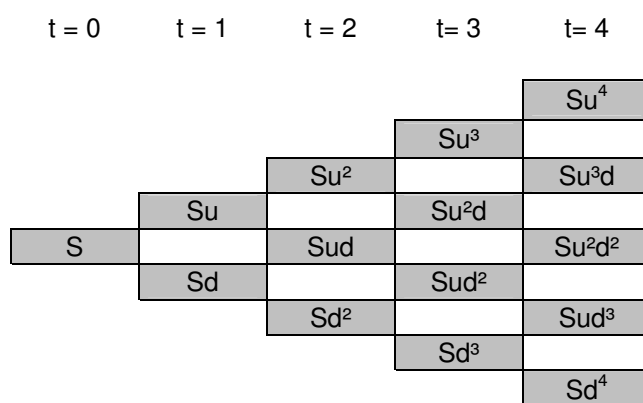 t = 0 t = 1 t = 2 t= 3 t= 4
Su⁴
Su³
Su² Su³d
Su Su²d
S Sud Su²d²
Sd Sud²
Sd² Sud³
Sd³
Sd⁴